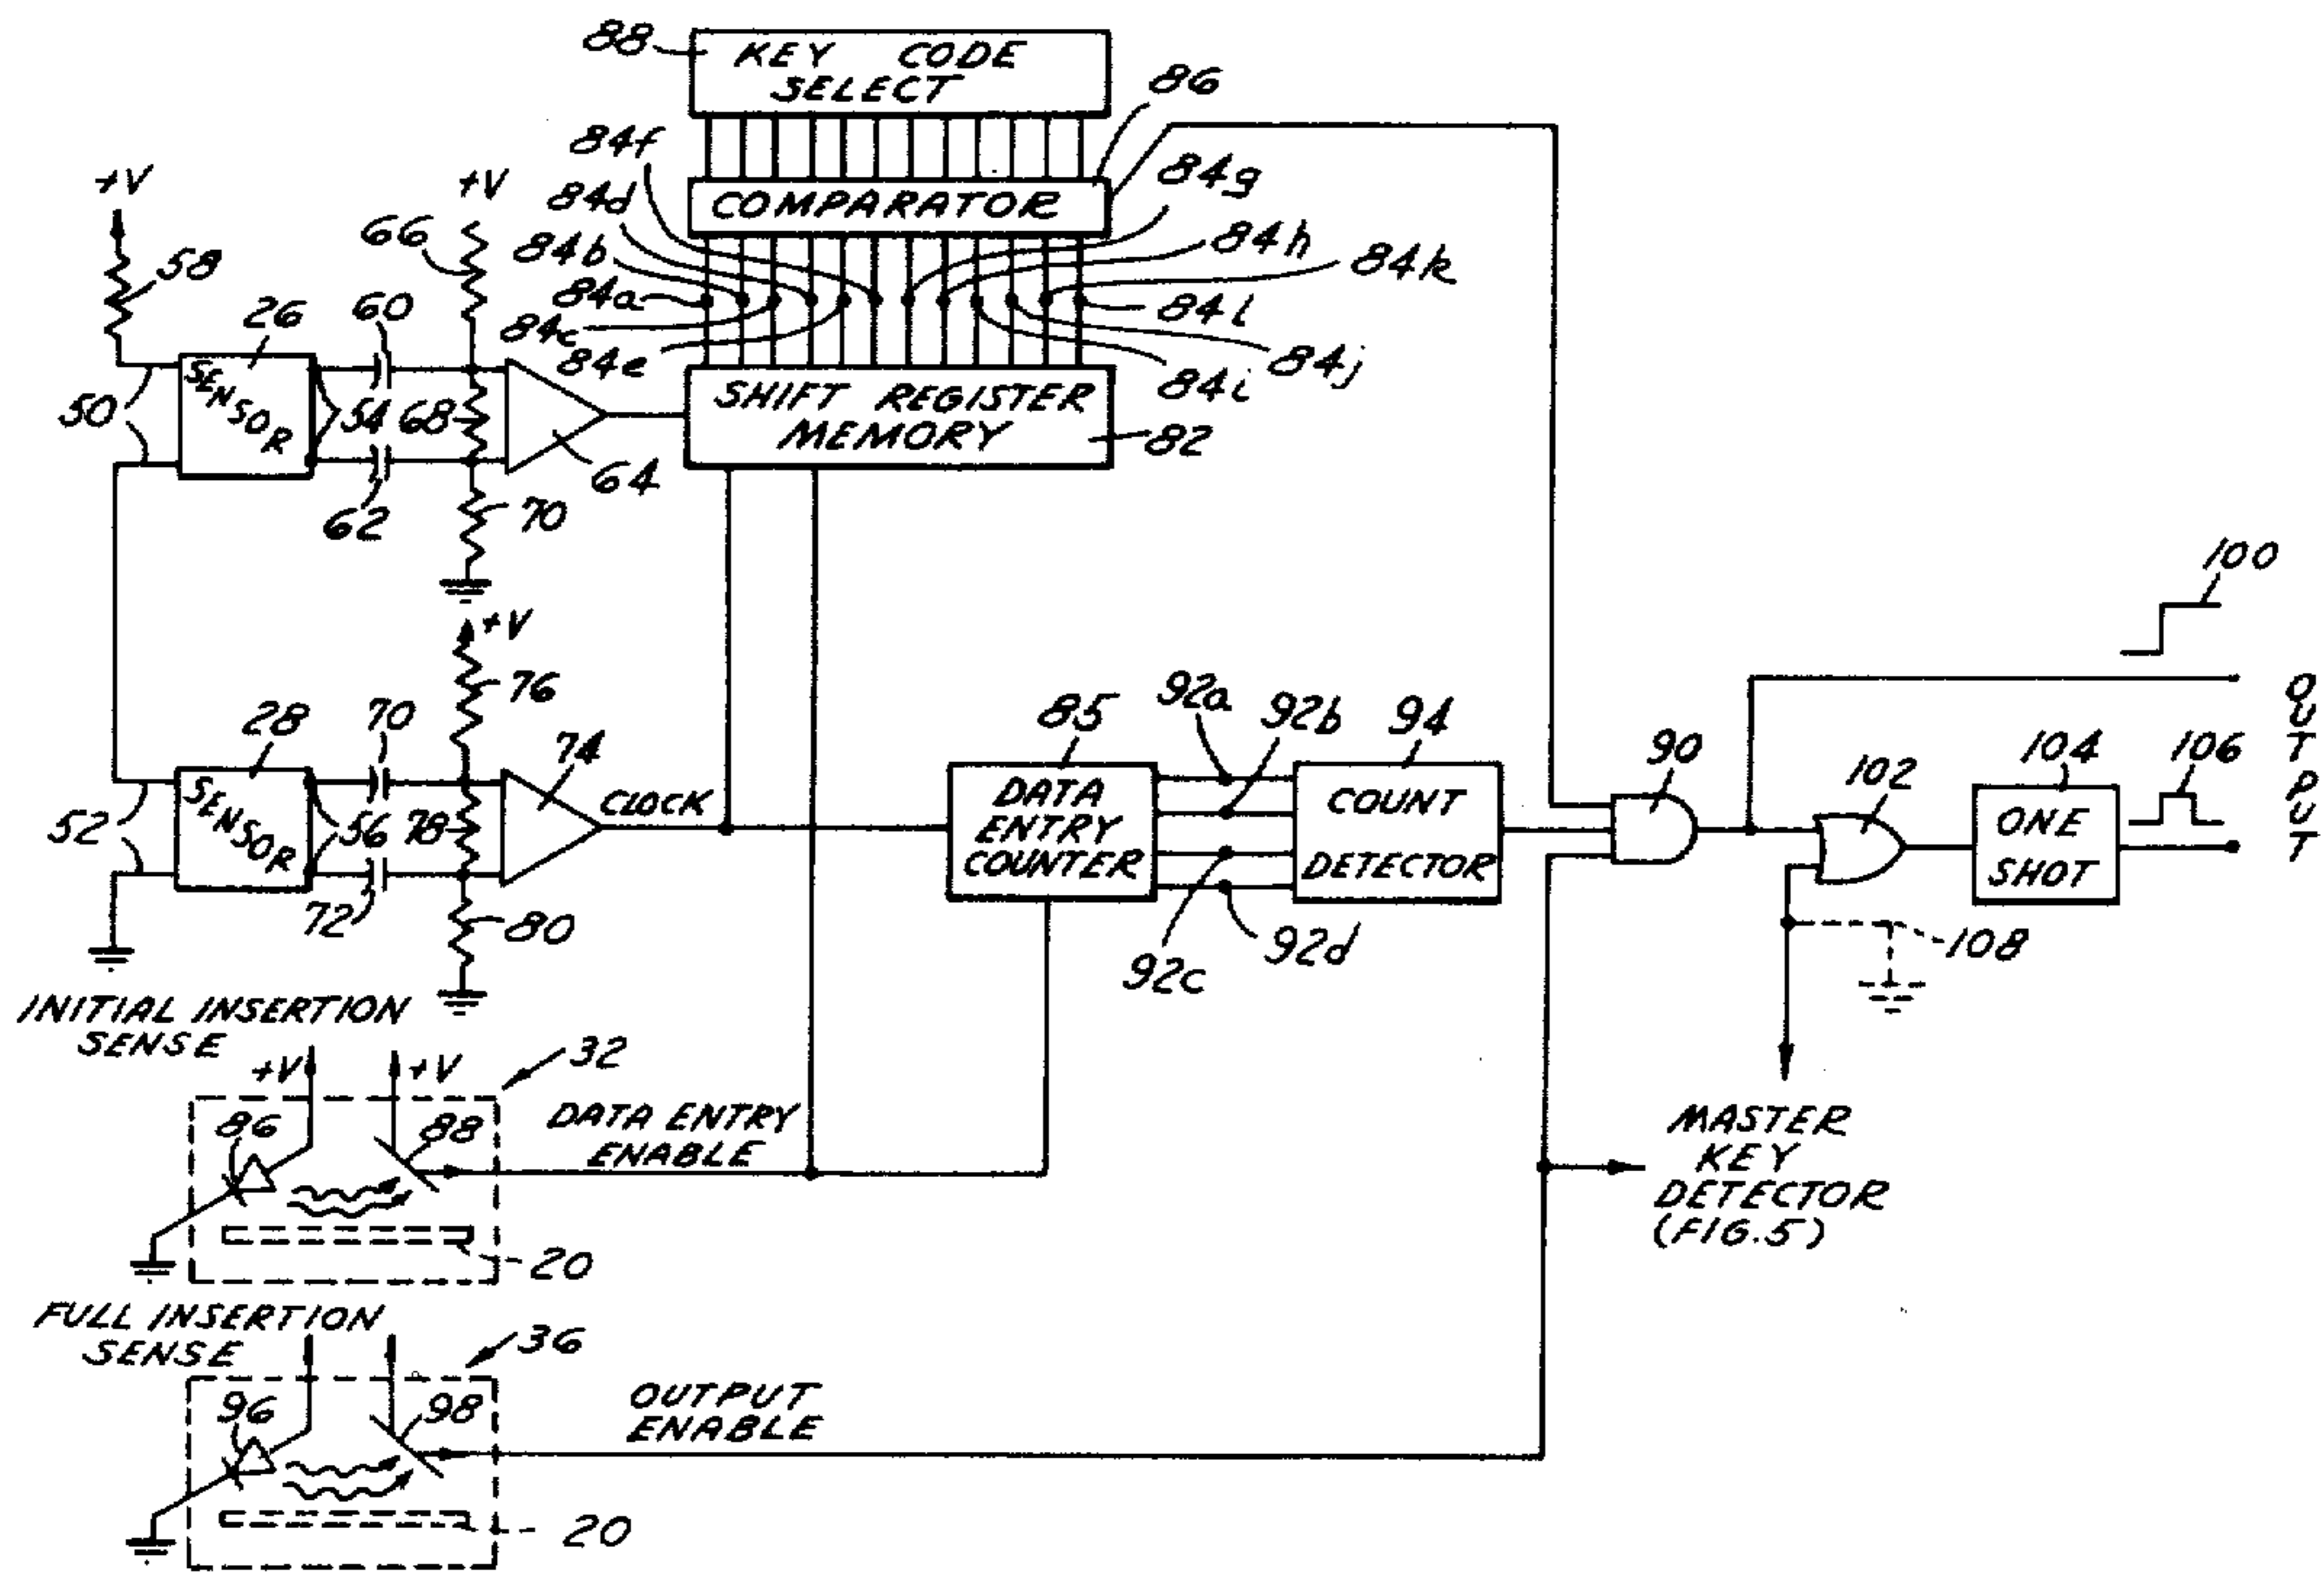 88
KEY CODE
SELECT
86
84f
84g
+V
+V
84d
COMPARATOR
66
84b
84h
84k
58
84a
84l
26
60
84c
84e
84j
84i
SENSOR
50
54
68
SHIFT REGISTER
MEMORY
82
64
62
70
100
+V
76
92a
92b
28
70
74
85
94
90
104
106
102
OUTPUT
SENSOR
52
56
78
CLOCK
DATA
ENTRY
COUNTER
COUNT
DETECTOR
ONE
SHOT
72
80
92c
92d
108
INITIAL INSERTION
SENSE
+V
+V
32
86
88
DATA ENTRY
ENABLE
MASTER
KEY
DETECTOR
(FIG.5)
20
FULL INSERTION
SENSE
36
96
98
OUTPUT
ENABLE
20